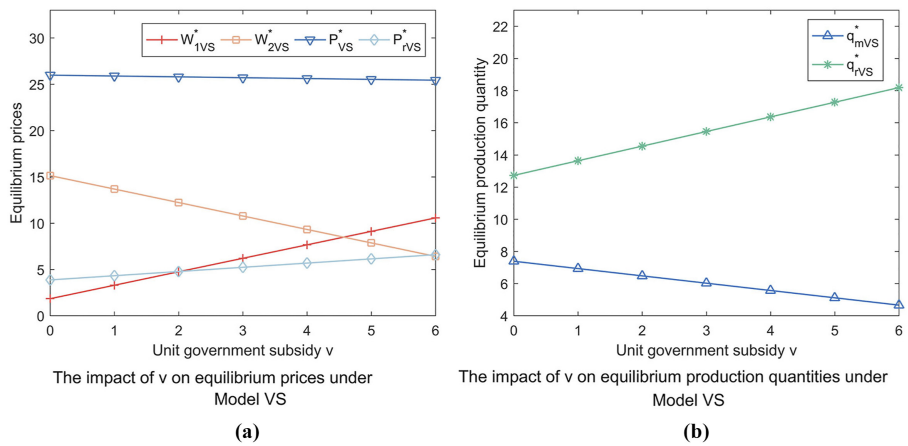 W*1VS W*2VS P*VS P*rVS
Equilibrium prices
30
25
20
15
10
5
0
0 1 2 3 4 5 6
Unit government subsidy v
The impact of v on equilibrium prices under
Model VS
(a)
q*mVS
q*rVS
Equilibrium production quantity
22
20
18
16
14
12
10
8
6
4
0 1 2 3 4 5 6
Unit government subsidy v
The impact of v on equilibrium production quantities under
Model VS
(b)